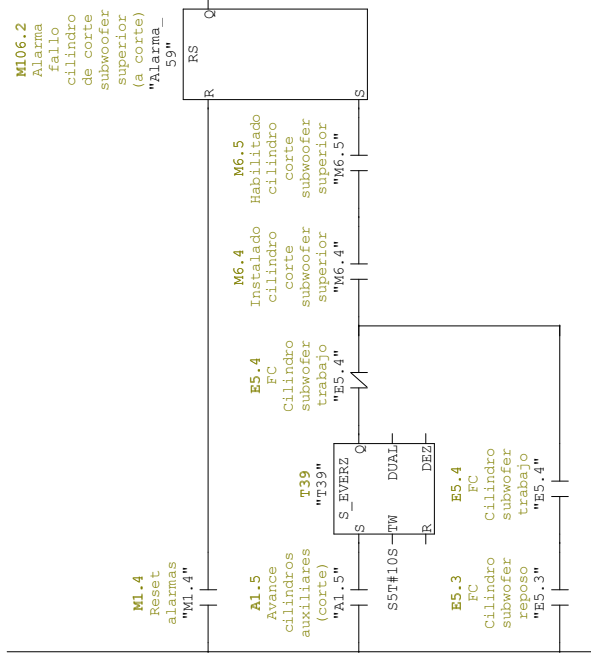 M106.2
Alarma
fallo
cilindro
de corte
subwoofer
superior
(a corte)
"Alarma_
59"
RS
R
Q
S
M1.4
Reset
alarmas
"M1.4"
A1.5
Avance
cilindros
auxiliares
(corte)
"A1.5"
T39
"T39"
S_EVERZ
S
Q
S5T#10S
TW
DUAL
R
DEZ
E5.4
FC
Cilindro
subwofer
trabajo
"E5.4"
M6.4
Instalado
cilindro
corte
subwoofer
superior
"M6.4"
M6.5
Habilitado
cilindro
corte
subwoofer
superior
"M6.5"
E5.3
FC
Cilindro
subwofer
reposo
"E5.3"
E5.4
FC
Cilindro
subwofer
trabajo
"E5.4"